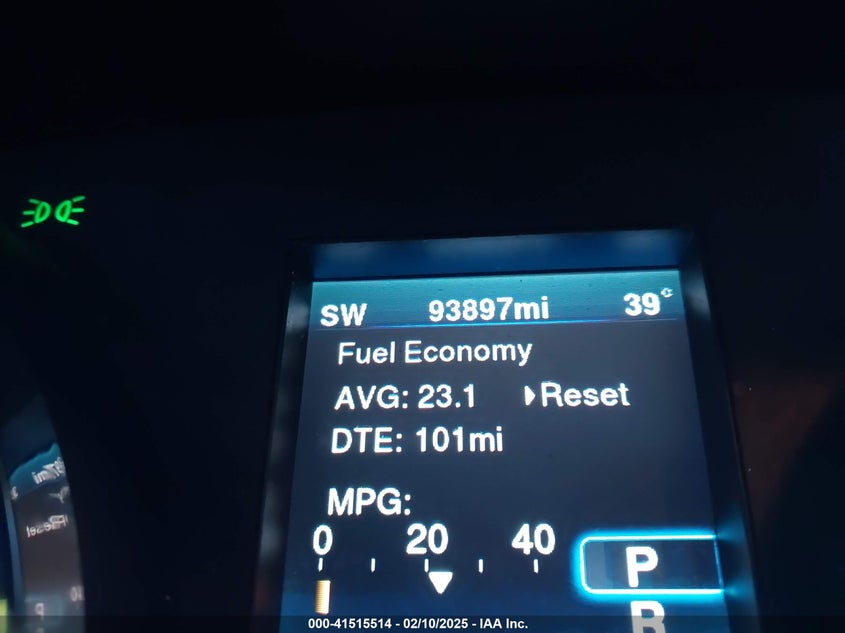 SW 93897mi 39°
Fuel Economy
AVG: 23.1 Reset
DTE: 101mi
MPG:
0 20 40
P
R
000-41515514 - 02/10/2025 - IAA Inc.